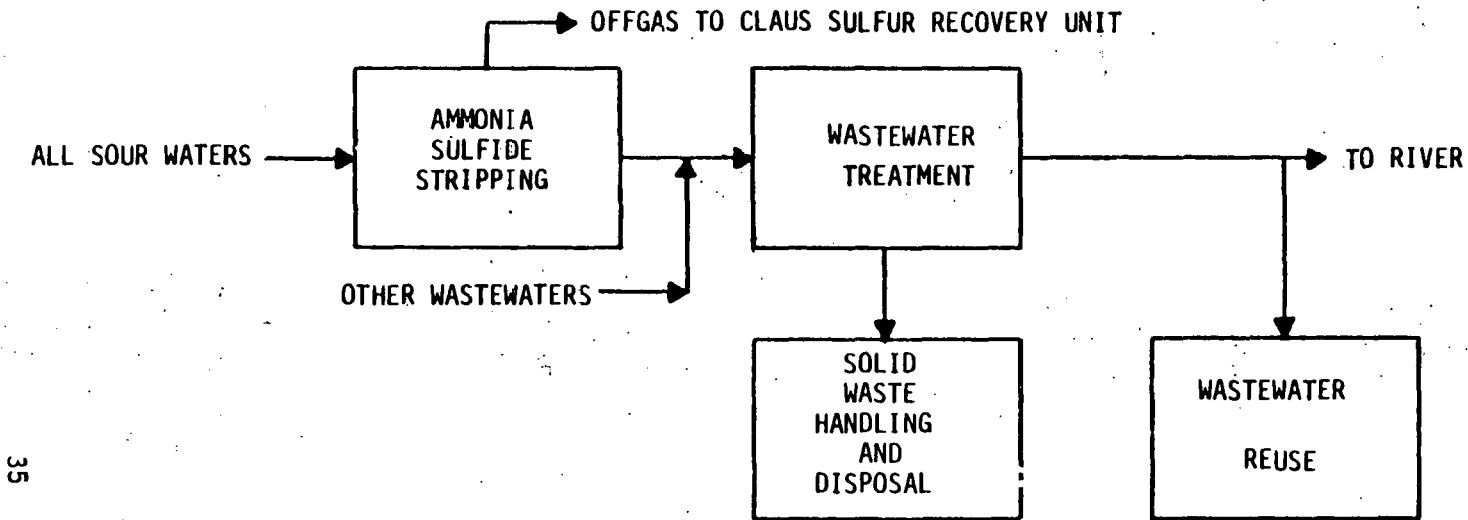 OFFGAS TO CLAUS SULFUR RECOVERY UNIT
ALL SOUR WATERS
AMMONIA
SULFIDE
STRIPPING
WASTEWATER
TREATMENT
TO RIVER
OTHER WASTEWATERS
SOLID
WASTE
HANDLING
AND
DISPOSAL
WASTEWATER
REUSE
35